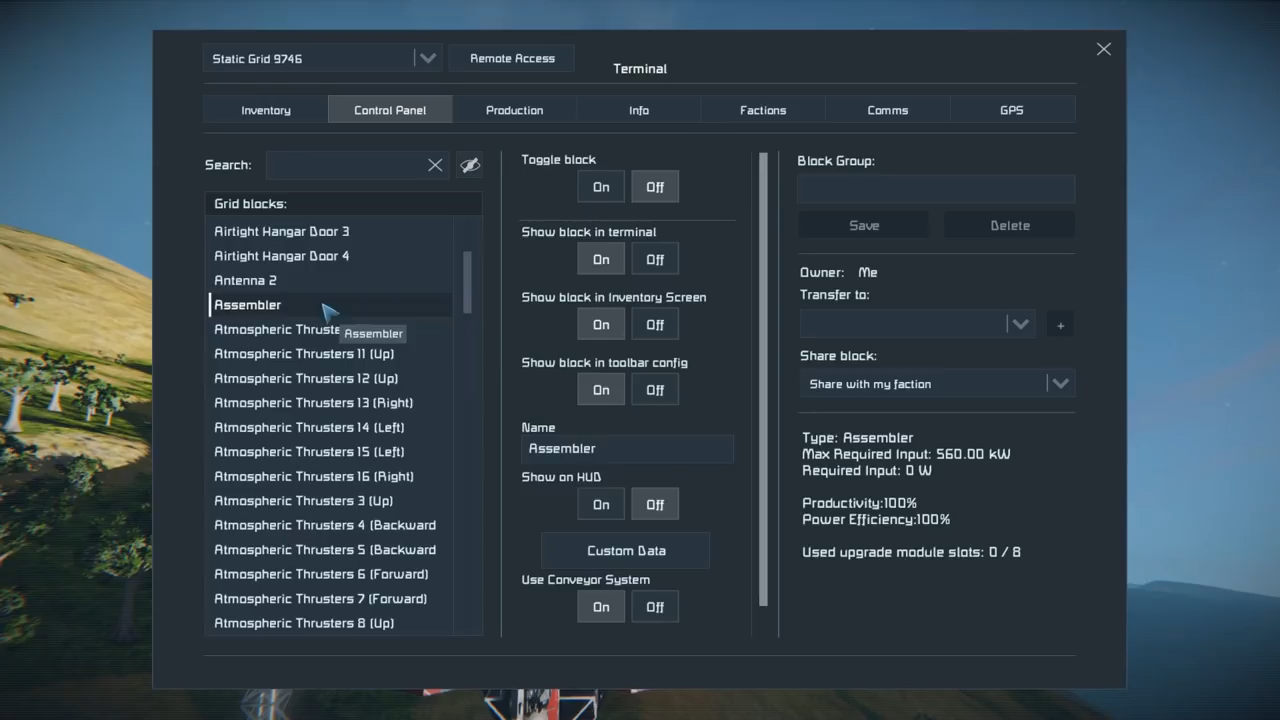 Static Grid 9746
Remote Access
Terminal
Inventory
Control Panel
Production
Info
Factions
Comms
GPS
Search:
Grid blocks:
Airtight Hangar Door 3
Airtight Hangar Door 4
Antenna 2
Assembler
Atmospheric Thruste
Assembler
Atmospheric Thrusters 11 (Up)
Atmospheric Thrusters 12 (Up)
Atmospheric Thrusters 13 (Right)
Atmospheric Thrusters 14 (Left)
Atmospheric Thrusters 15 (Left)
Atmospheric Thrusters 16 (Right)
Atmospheric Thrusters 3 (Up)
Atmospheric Thrusters 4 (Backward
Atmospheric Thrusters 5 (Backward
Atmospheric Thrusters 6 (Forward)
Atmospheric Thrusters 7 (Forward)
Atmospheric Thrusters 8 (Up)
Toggle block
On Off
Show block in terminal
On Off
Show block in Inventory Screen
On Off
Show block in toolbar config
On Off
Name
Assembler
Show on HUD
On Off
Custom Data
Use Conveyor System
On Off
Block Group:
Save Delete
Owner: Me
Transfer to:
+
Share block:
Share with my faction
Type: Assembler
Max Required Input: 560.00 kW
Required Input: 0 W
Productivity:100%
Power Efficiency:100%
Used upgrade module slots: 0 / 8